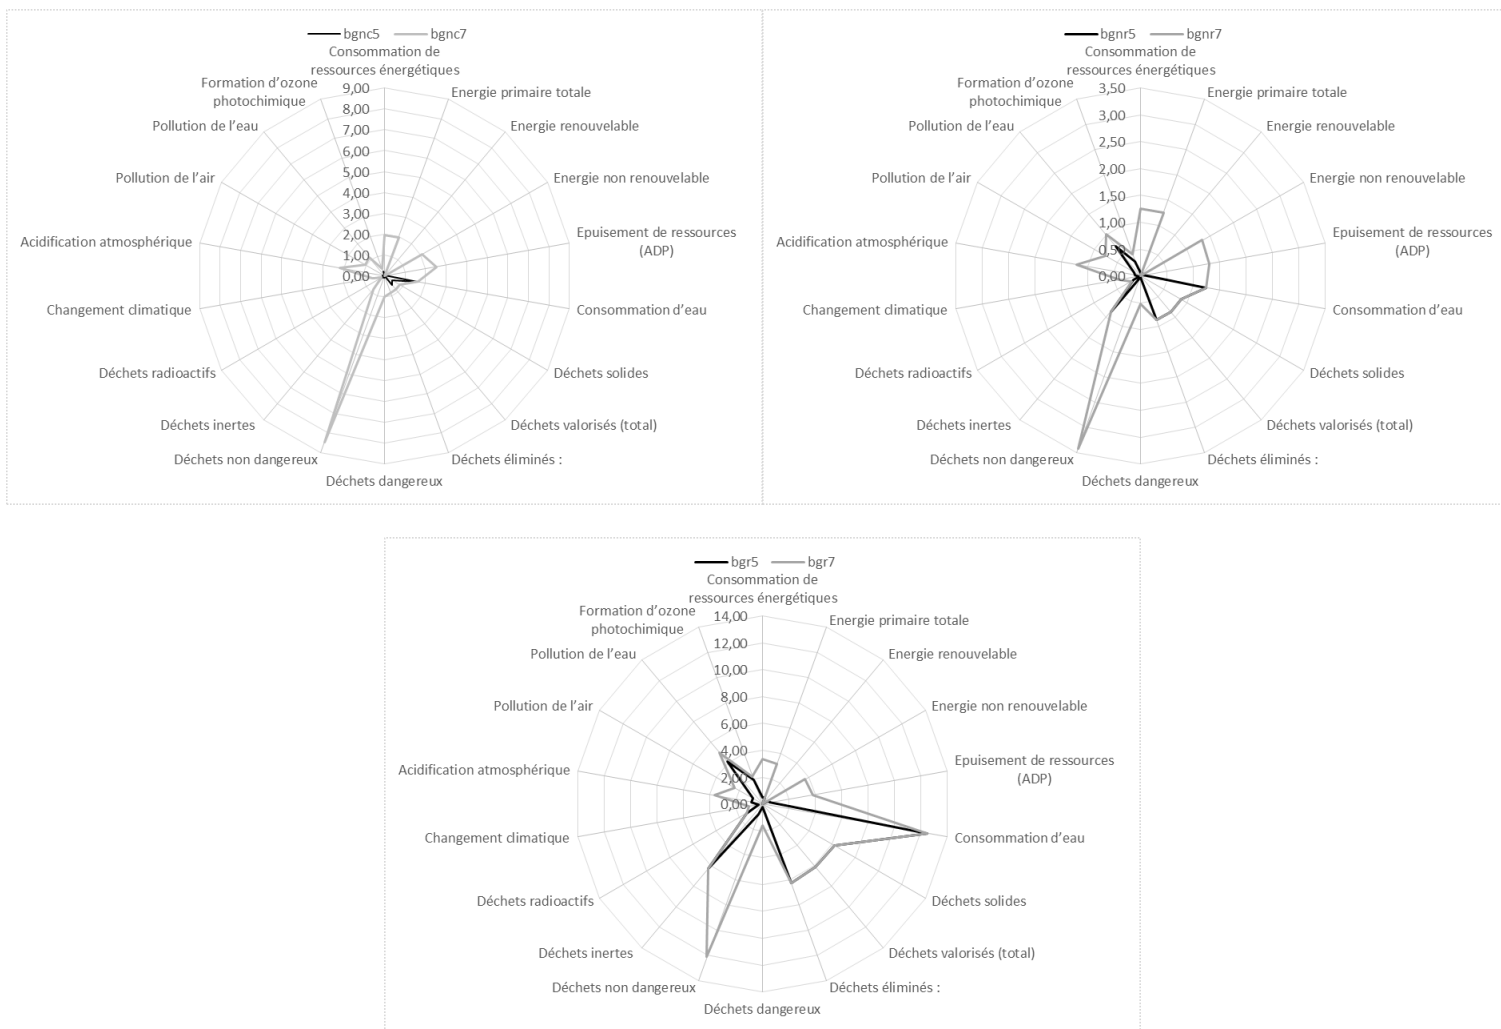 bgnc5 bgnc7
Consommation de
ressources énergétiques
Formation d’ozone
photochimique
9,00
Energie primaire totale
8,00
Pollution de l’eau
Energie renouvelable
7,00
6,00
Pollution de l’air
Energie non renouvelable
5,00
4,00
3,00
Acidification atmosphérique
Epuisement de ressources
(ADP)
2,00
1,00
0,00
Changement climatique
Consommation d’eau
Déchets radioactifs
Déchets solides
Déchets inertes
Déchets valorisés (total)
Déchets non dangereux
Déchets éliminés :
Déchets dangereux
bgnr5 bgnr7
Consommation de
ressources énergétiques
Formation d’ozone
photochimique
3,50
Energie primaire totale
3,00
Pollution de l’eau
Energie renouvelable
2,50
2,00
Pollution de l’air
Energie non renouvelable
1,50
1,00
Acidification atmosphérique
Epuisement de ressources
(ADP)
0,50
0,00
Changement climatique
Consommation d’eau
Déchets radioactifs
Déchets solides
Déchets inertes
Déchets valorisés (total)
Déchets non dangereux
Déchets éliminés :
Déchets dangereux
bgr5 bgr7
Consommation de
ressources énergétiques
Formation d’ozone
photochimique
14,00
Energie primaire totale
12,00
Pollution de l’eau
Energie renouvelable
10,00
8,00
Pollution de l’air
Energie non renouvelable
6,00
4,00
Acidification atmosphérique
Epuisement de ressources
(ADP)
2,00
0,00
Changement climatique
Consommation d’eau
Déchets radioactifs
Déchets solides
Déchets inertes
Déchets valorisés (total)
Déchets non dangereux
Déchets éliminés :
Déchets dangereux